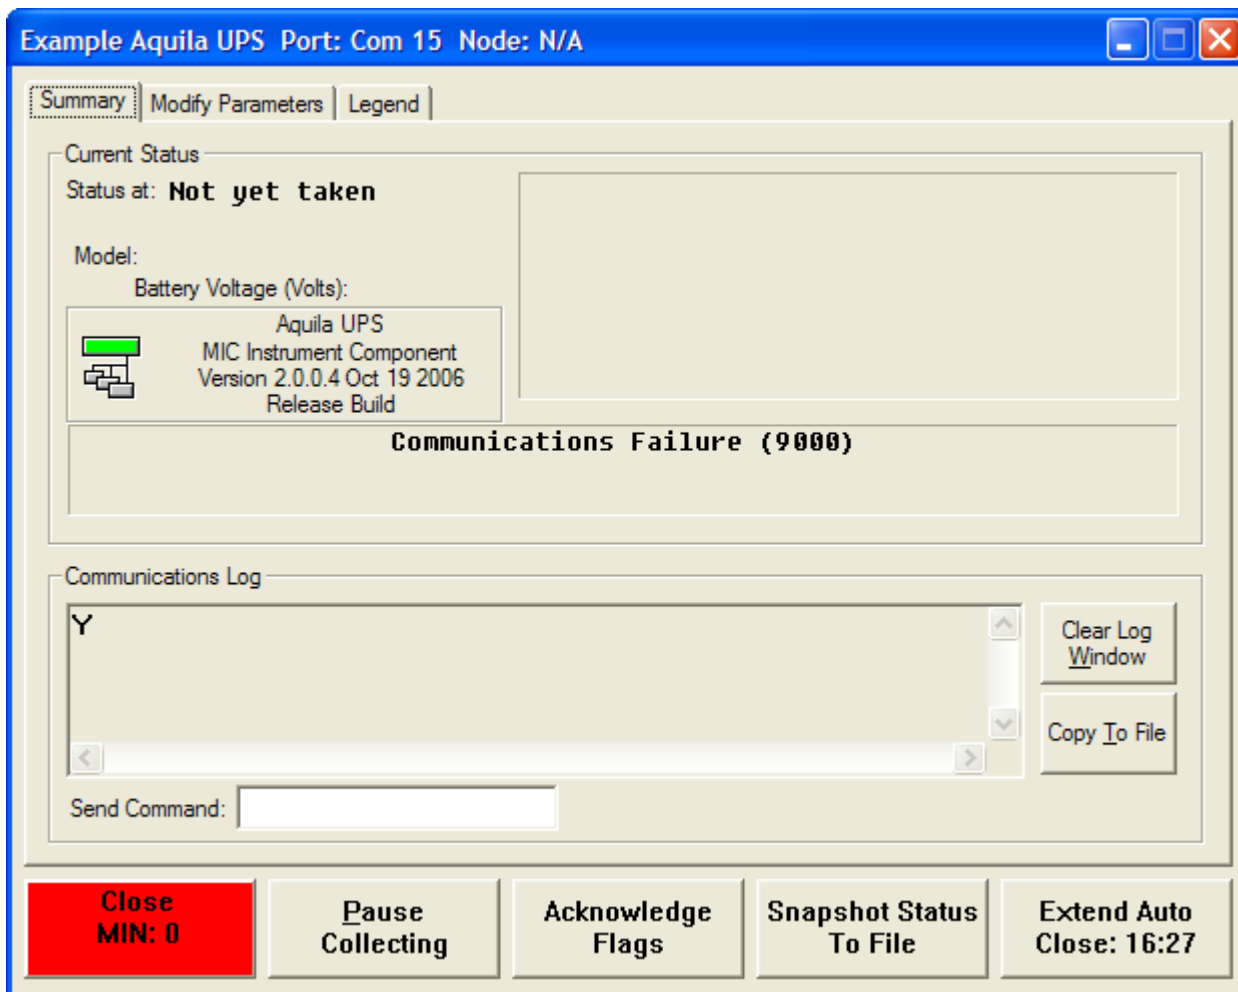 Example Aquila UPS  Port: Com 15  Node: N/A
Summary
Modify Parameters
Legend
Current Status
Status at: Not yet taken
Model:
Battery Voltage (Volts):
Aquila UPS
MIC Instrument Component
Version 2.0.0.4 Oct 19 2006
Release Build
Communications Failure (9000)
Communications Log
Y
Clear Log
Window
Copy To File
Send Command:
Close
MIN: 0
Pause
Collecting
Acknowledge
Flags
Snapshot Status
To File
Extend Auto
Close: 16:27